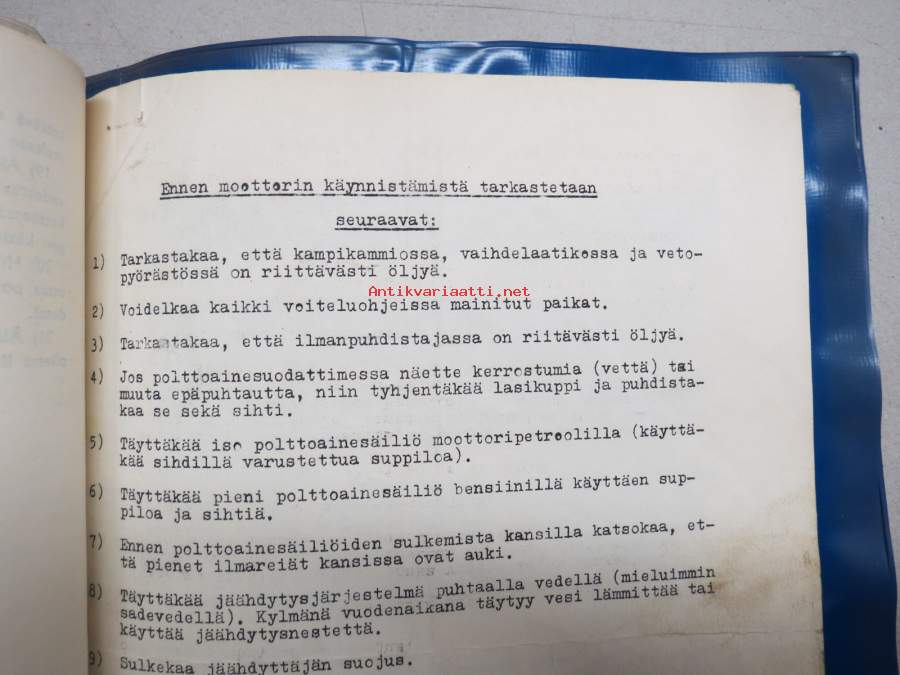 Ennen moottorin käynnistämistä tarkastetaan
seuraavat:
1) Tarkastakaa, että kampikammiossa, vaihdelaatikossa ja veto-
pyörästössä on riittävästi öljyä.
Antikvariaatti.net
2) Voidelkaa kaikki voiteluohjeissa mainitut paikat.
3) Tarkastakaa, että ilmanpuhdistajassa on riitävästi öljyä.
4) Jos polttoainesuodattimessa näette kerrostumia (vettä) tai
muuta epäpuhtautta, niin tyhjentäkää lasikuppi ja puhdista-
kaa se sekä sihti.
5) Täyttäkää iso polttoainesäiliö moottoripetroolilla (käyttä-
kää sihdillä varustettua suppiloa).
6) Täyttäkää pieni polttoainesäiliö bensiinillä käyttäen sup-
piloa ja sihtiä.
7) Ennen polttoainesäiliöiden sulkemista kansilla katsokaa, et-
tä pienet ilmareiät kansissa ovat auki.
8) Täyttäkää jäähdytysjärjestelmä puhtaalla vedellä (mieluimmin
sadevedellä). Kylmänä vuodenaikana täytyy vesi lämmittää tai
käyttää jäähdytysnestettä.
9) Sulkekaa jäähdyttäjän suojus.